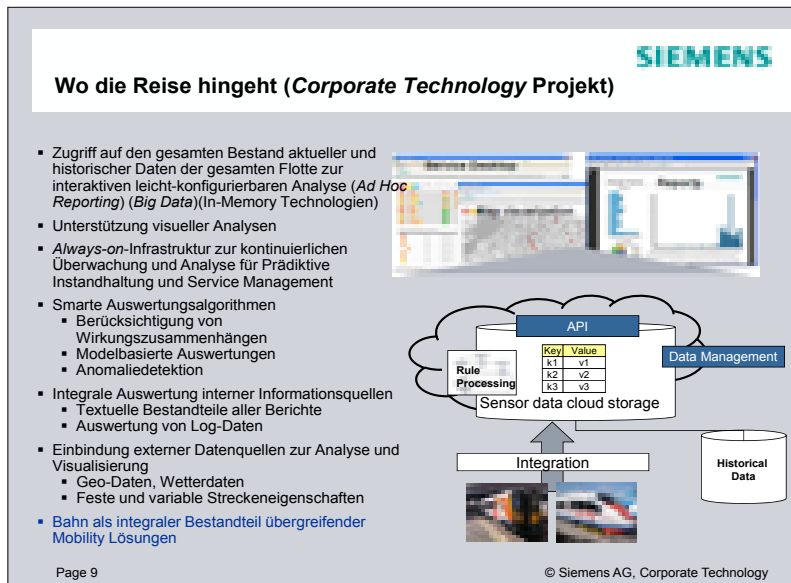 SIEMENS
Wo die Reise hingeht (Corporate Technology Projekt)
▪ Zugriff auf den gesamten Bestand aktueller und
historischer Daten der gesamten Flotte zur
interaktiven leicht-konfigurierbaren Analyse (Ad Hoc
Reporting) (Big Data)(In-Memory Technologien)
▪ Unterstützung visueller Analysen
▪ Always-on-Infrastruktur zur kontinuierlichen
Überwachung und Analyse für Prädiktive
Instandhaltung und Service Management
▪ Smarte Auswertungsalgorithmen
▪ Berücksichtigung von
Wirkungszusammenhängen
▪ Modelbasierte Auswertungen
▪ Anomaliedetektion
▪ Integrale Auswertung interner Informationsquellen
▪ Textuelle Bestandteile aller Berichte
▪ Auswertung von Log-Daten
▪ Einbindung externer Datenquellen zur Analyse und
Visualisierung
▪ Geo-Daten, Wetterdaten
▪ Feste und variable Streckeneigenschaften
▪ Bahn als integraler Bestandteil übergreifender
Mobility Lösungen
Service Desktop
Map visualization
Reports
API
Data Management
Key Value
k1 v1
k2 v2
k3 v3
Rule
Processing
Sensor data cloud storage
Integration
Historical
Data
Page 9
© Siemens AG, Corporate Technology